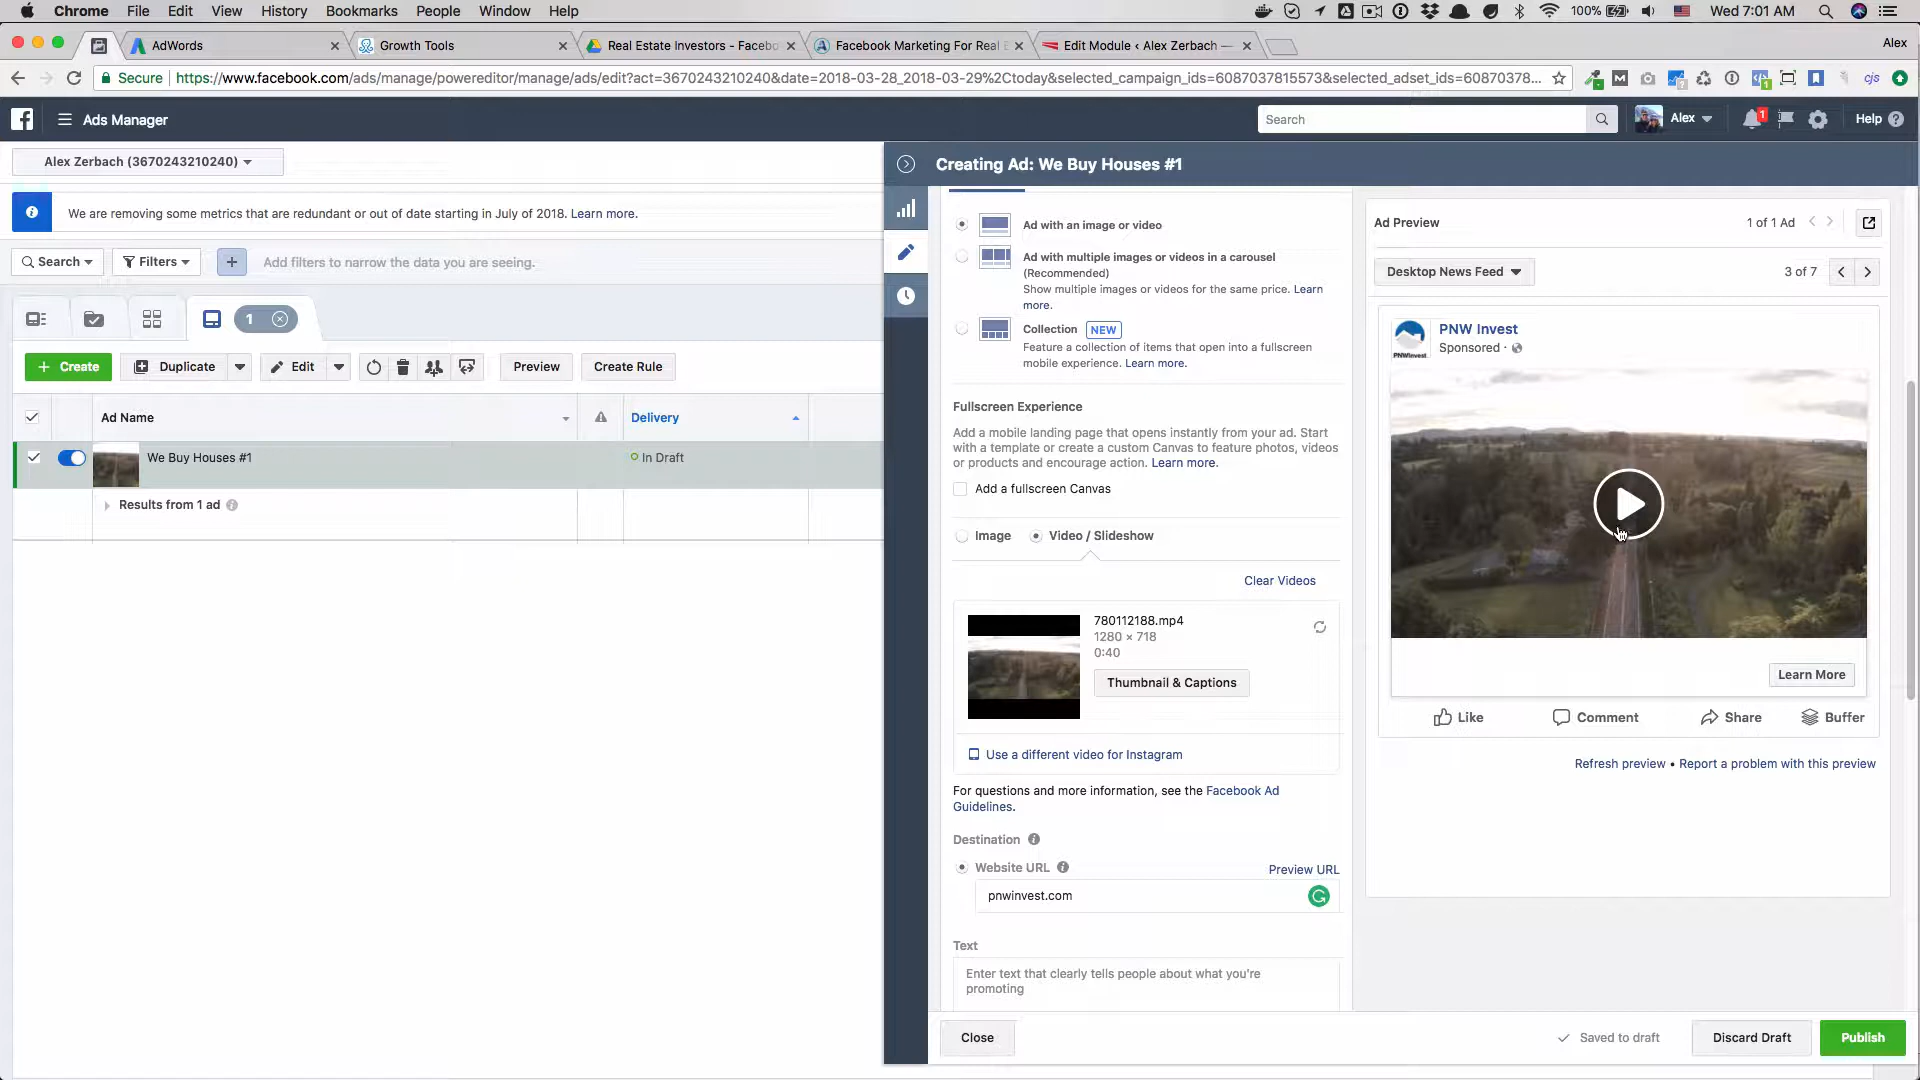 Chrome File Edit View History Bookmarks People Window Help
100% Wed 7:01 AM
AdWords
Growth Tools
Real Estate Investors - Facebo
Facebook Marketing For Real E
Edit Module ‹ Alex Zerbach —
Alex
Secure https://www.facebook.com/ads/manage/powereditor/manage/ads/edit?act=3670243210240&date=2018-03-28_2018-03-29%2Ctoday&selected_campaign_ids=6087037815573&selected_adset_ids=60870378...
cjs
Ads Manager
Search
Alex
1
Help
Alex Zerbach (3670243210240)
We are removing some metrics that are redundant or out of date starting in July of 2018. Learn more.
Search
Filters
Add filters to narrow the data you are seeing.
1
Create
Duplicate
Edit
Preview
Create Rule
Ad Name
Delivery
We Buy Houses #1
In Draft
Results from 1 ad
Creating Ad: We Buy Houses #1
Ad with an image or video
Ad with multiple images or videos in a carousel
(Recommended)
Show multiple images or videos for the same price. Learn
more.
Collection NEW
Feature a collection of items that open into a fullscreen
mobile experience. Learn more.
Fullscreen Experience
Add a mobile landing page that opens instantly from your ad. Start
with a template or create a custom Canvas to feature photos, videos
or products and encourage action. Learn more.
Add a fullscreen Canvas
Image
Video / Slideshow
Clear Videos
780112188.mp4
1280 × 718
0:40
Thumbnail & Captions
Use a different video for Instagram
For questions and more information, see the Facebook Ad
Guidelines.
Destination
Website URL
Preview URL
pnwinvest.com
Text
Enter text that clearly tells people about what you're
promoting
Close
Saved to draft
Discard Draft
Publish
Ad Preview
1 of 1 Ad
Desktop News Feed
3 of 7
PNWinvest
PNW Invest
Sponsored ·
Learn More
Like
Comment
Share
Buffer
Refresh preview • Report a problem with this preview